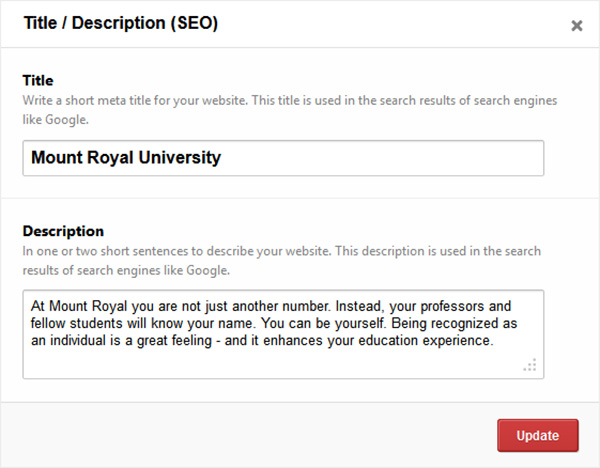 Title / Description (SEO)
Title
Write a short meta title for your website. This title is used in the search results of search engines
like Google.
Mount Royal University
Description
In one or two short sentences to describe your website. This description is used in the search
results of search engines like Google.
At Mount Royal you are not just another number. Instead, your professors and
fellow students will know your name. You can be yourself. Being recognized as
an individual is a great feeling - and it enhances your education experience.
Update